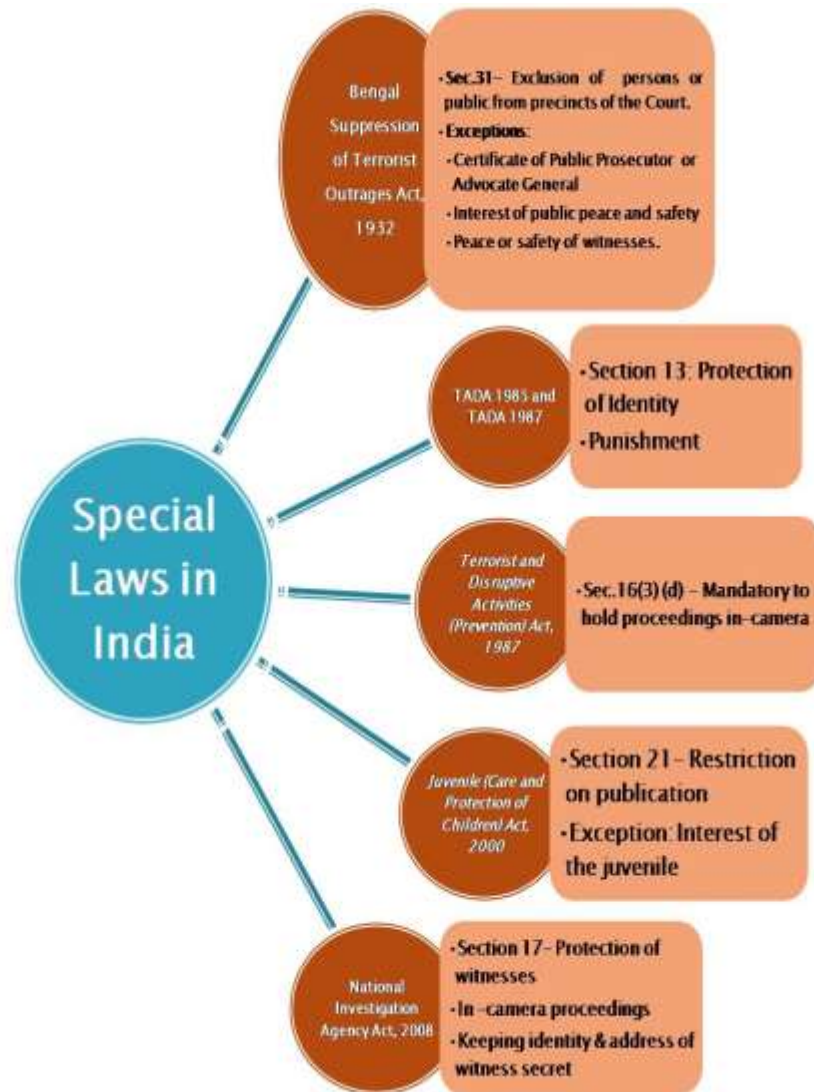 Special
Laws in
India
Bengal
Suppression
of Terrorist
Outrages Act,
1932
•Sec.31– Exclusion of persons or
public from precincts of the Court.
•Exceptions:
•Certificate of Public Prosecutor or
Advocate General
•Interest of public peace and safety
•Peace or safety of witnesses.
TADA 1985 and
TADA 1987
•Section 13: Protection
of Identity
•Punishment
Terrorist and
Disruptive
Activities
(Prevention) Act,
1987
•Sec.16(3)(d) – Mandatory to
hold proceedings in-camera
Juvenile (Care and
Protection of
Children) Act,
2000
•Section 21– Restriction
on publication
•Exception: Interest of
the juvenile
National
Investigation
Agency Act, 2008
•Section 17– Protection of
witnesses
•In -camera proceedings
•Keeping identity & address of
witness secret